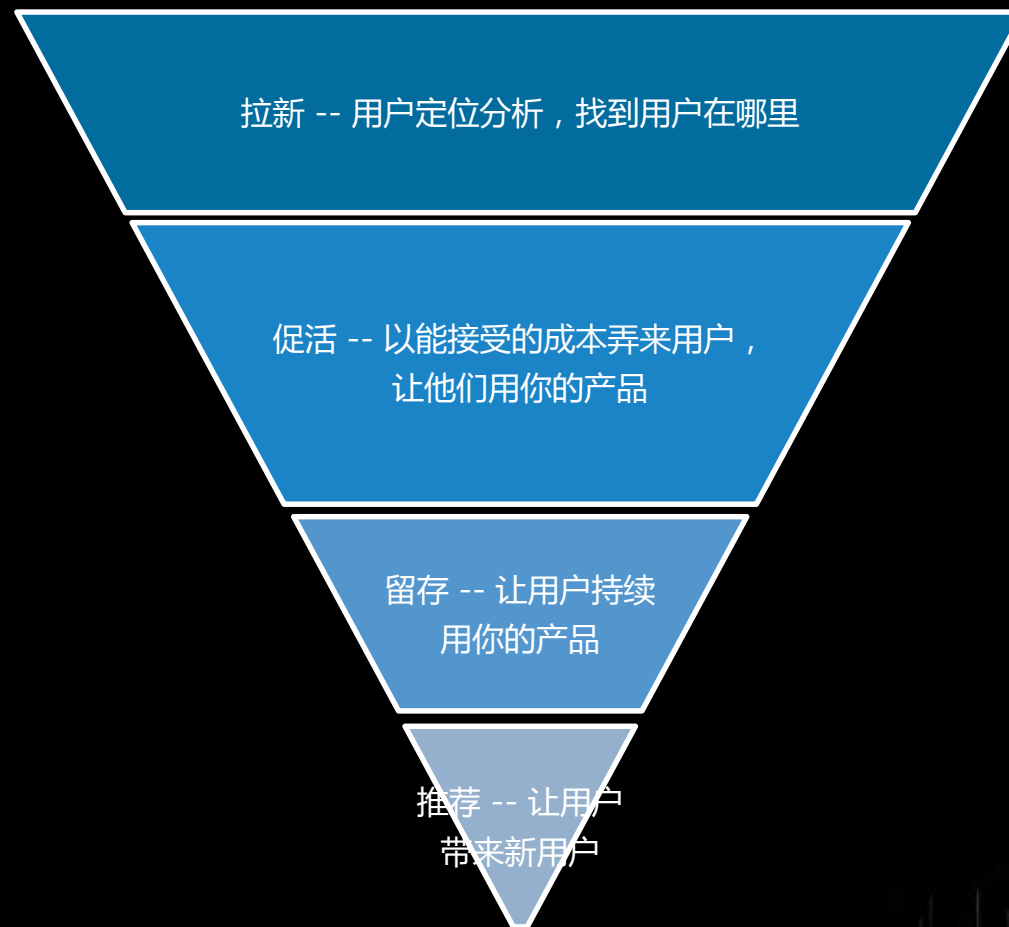 拉新 -- 用户定位分析，找到用户在哪里
促活 -- 以能接受的成本弄来用户，
让他们用你的产品
留存 -- 让用户持续
用你的产品
推荐 -- 让用户
带来新用户